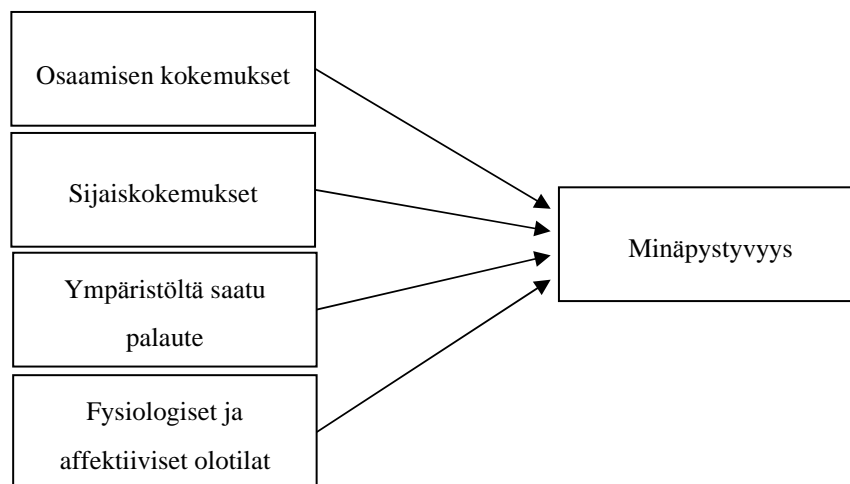 Osaamisen kokemukset
Sijaiskokemukset
Ympäristöltä saatu
palaute
Fysiologiset ja
affektiiviset olotilat
Minäpystyvyys